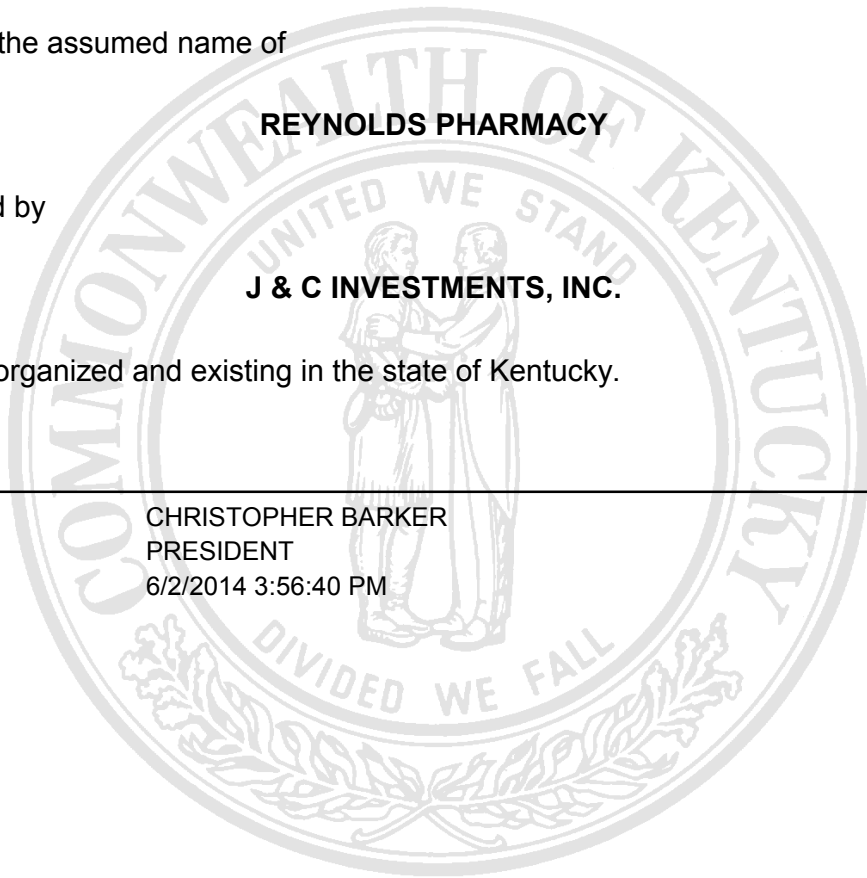 the assumed name of
REYNOLDS PHARMACY
d by
J & C INVESTMENTS, INC.
organized and existing in the state of Kentucky.
CHRISTOPHER BARKER
PRESIDENT
6/2/2014 3:56:40 PM
COMMONWEALTH OF KENTUCKY
UNITED WE STAND
DIVIDED WE FALL